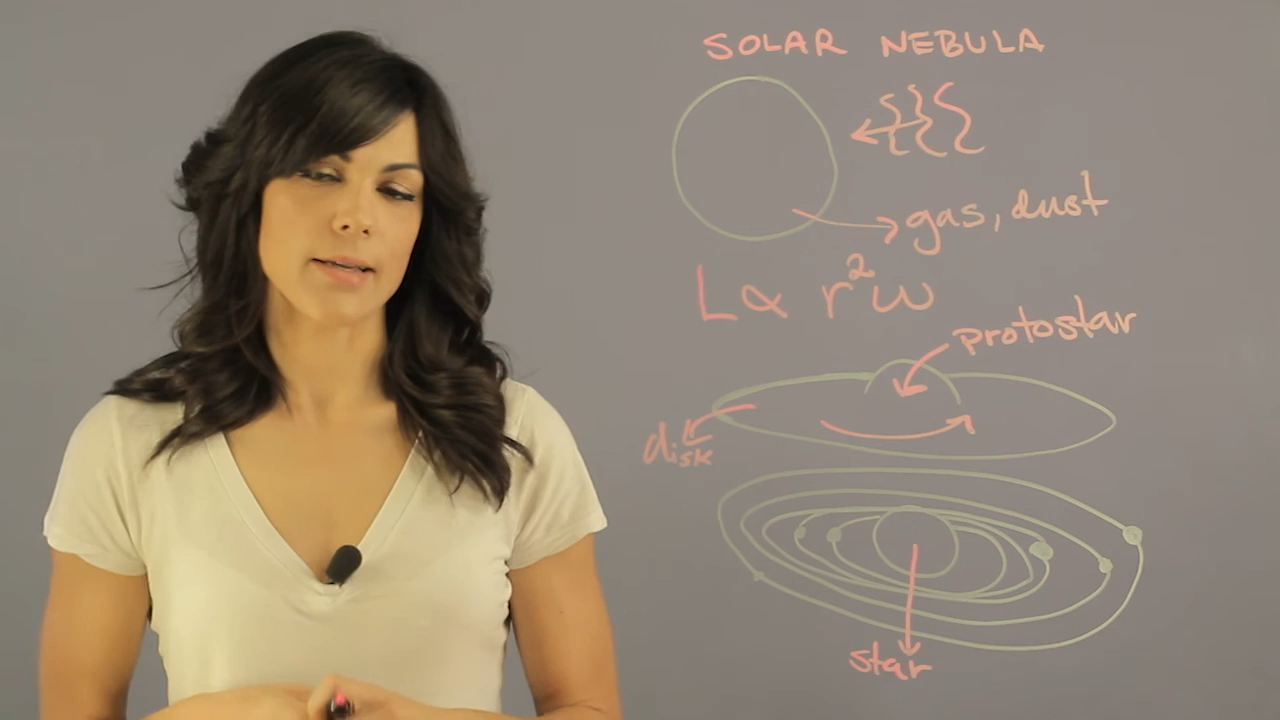 SOLAR NEBULA
gas, dust
L∝ r²ω
protostar
disk
star